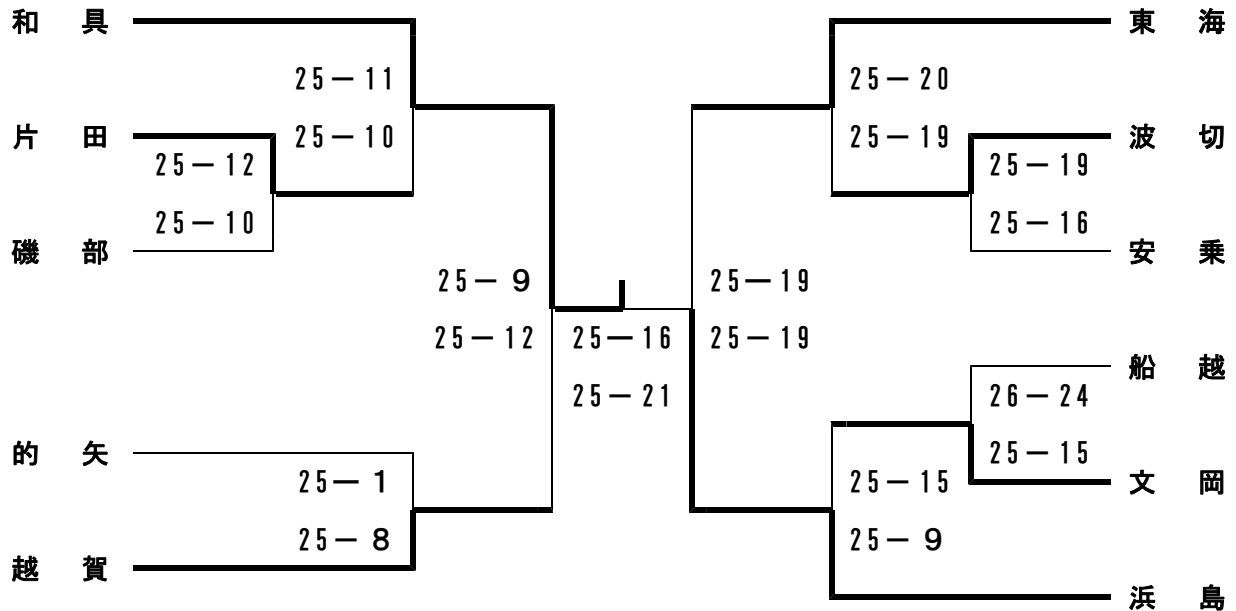 和 具
東 海
25－11
25－20
片 田
25－10
25－19
波 切
25－12
25－19
25－10
25－16
磯 部
安 乗
25－9
25－19
25－12
25－16
25－19
船 越
25－21
26－24
的 矢
25－15
25－1
25－15
文 岡
25－8
25－9
越 賀
浜 島